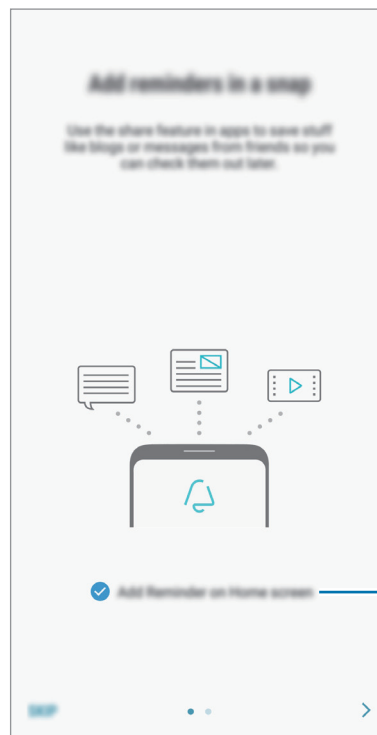 Add reminders in a snap
Use the share feature in apps to save stuff
like blogs or messages from friends so you
can check them out later.
Add Reminder on Home screen
SKIP